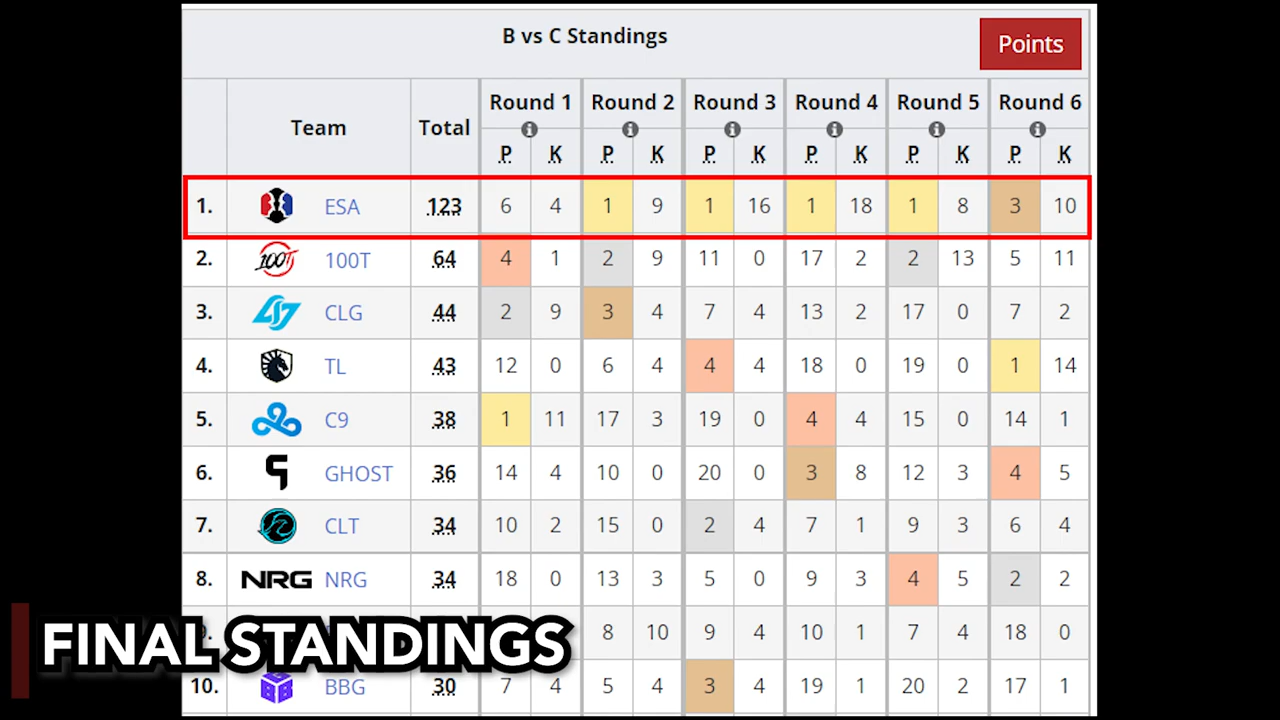 B vs C Standings
Points
Team Total Round 1 Round 2 Round 3 Round 4 Round 5 Round 6
P K P K P K P K P K P K
1. ESA 123 6 4 1 9 1 16 1 18 1 8 3 10
2. 100T 100T 64 4 1 2 9 11 0 17 2 2 13 5 11
3. CLG 44 2 9 3 4 7 4 13 2 17 0 7 2
4. TL 43 12 0 6 4 4 4 18 0 19 0 1 14
5. C9 38 1 11 17 3 19 0 4 4 15 0 14 1
6. GHOST 36 14 4 10 0 20 0 3 8 12 3 4 5
7. CLT 34 10 2 15 0 2 4 7 1 9 3 6 4
8. NRG NRG 34 18 0 13 3 5 0 9 3 4 5 2 2
9. 8 10 9 4 10 1 7 4 18 0
FINAL STANDINGS
10. BBG 30 7 4 5 4 3 4 19 1 20 2 17 1